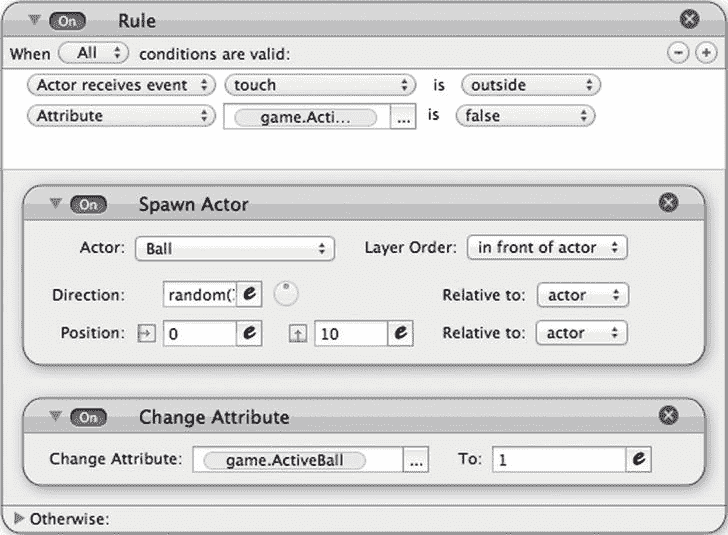 On Rule
When All conditions are valid:
Actor receives event touch is outside
Attribute game.Acti... ... is false
On Spawn Actor
Actor: Ball Layer Order: in front of actor
Direction: random( e Relative to: actor
Position: 0 e 10 e Relative to: actor
On Change Attribute
Change Attribute: game.ActiveBall ... To: 1 e
Otherwise: